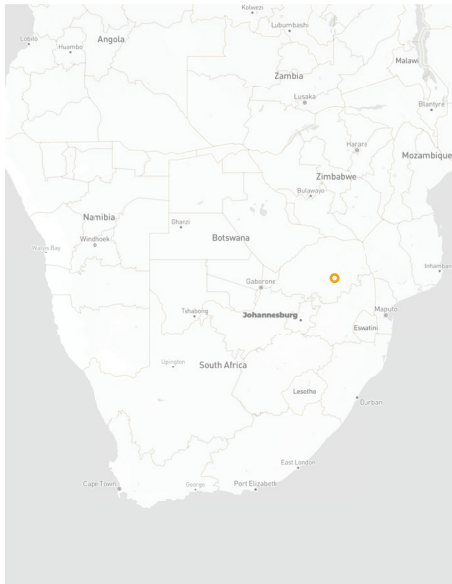 Kolwezi
Lubumbashi
Lobito
Angola
Huambo
Malawi
Zambia
Lusaka
Blantyre
Harare
Mozambique
Zimbabwe
Bulawayo
Namibia
Ghanzi
Botswana
Windhoek
Walvis Bay
Inhamban
Gaborone
Tshabong
Johannesburg
Maputo
Eswatini
Upington
South Africa
Lesotho
Durban
East London
Cape Town
George
Port Elizabeth